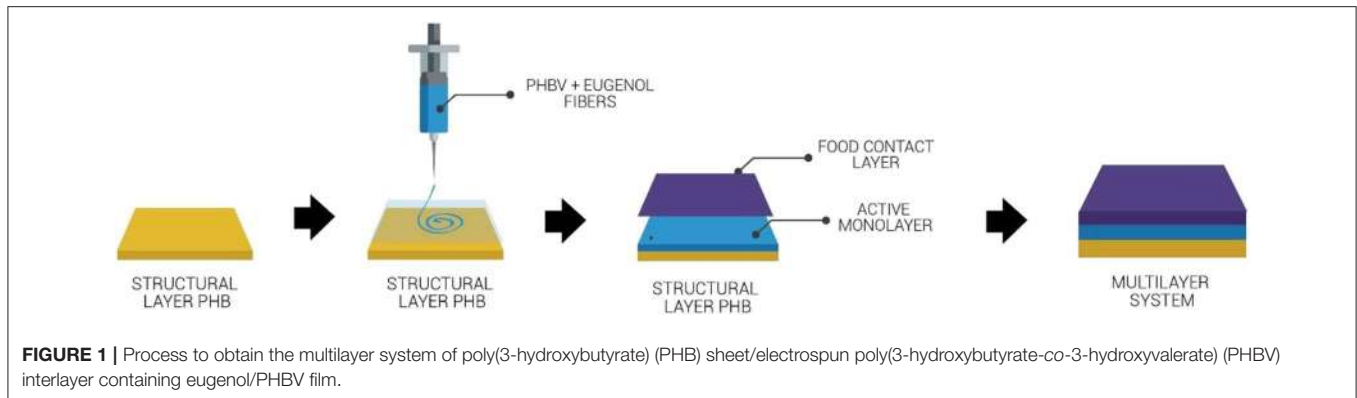 PHBV + EUGENOL
FIBERS
FOOD CONTACT
LAYER
ACTIVE
MONOLAYER
STRUCTURAL
LAYER PHB
STRUCTURAL
LAYER PHB
STRUCTURAL
LAYER PHB
MULTILAYER
SYSTEM
FIGURE 1 | Process to obtain the multilayer system of poly(3-hydroxybutyrate) (PHB) sheet/electrospun poly(3-hydroxybutyrate-co-3-hydroxyvalerate) (PHBV)
interlayer containing eugenol/PHBV film.